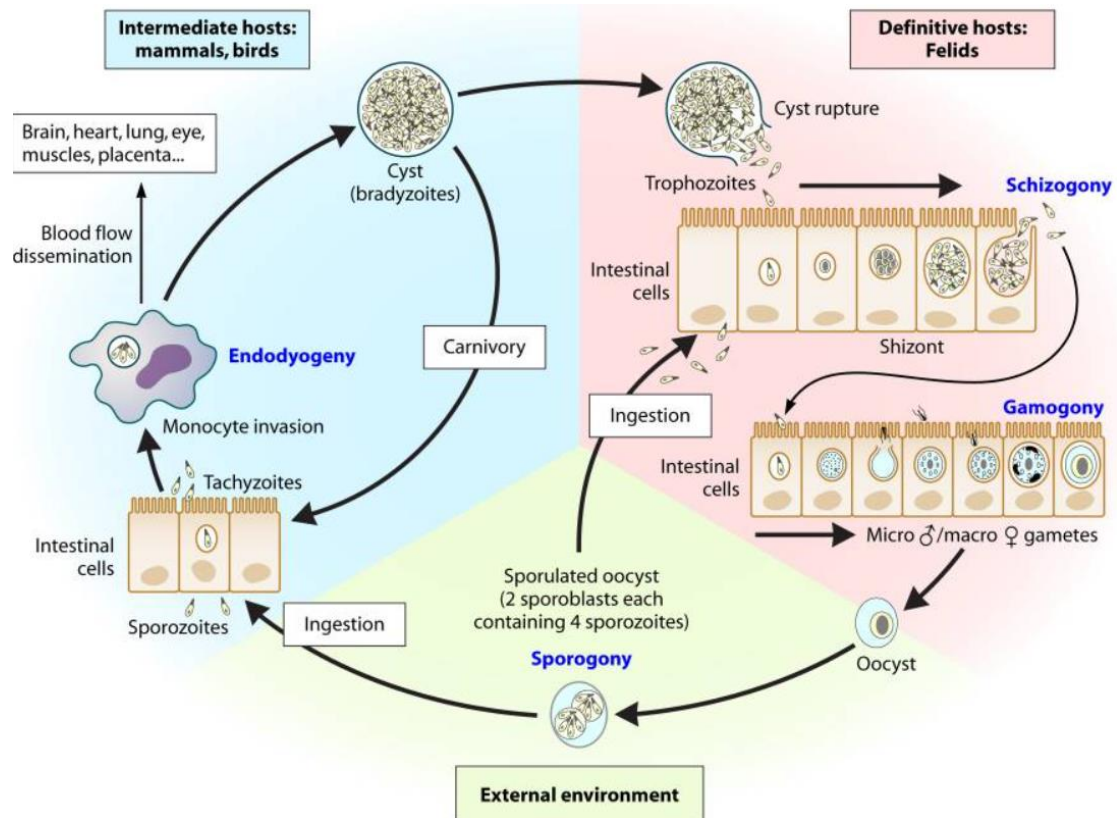 Intermediate hosts:
mammals, birds
Definitive hosts:
Felids
Brain, heart, lung, eye,
muscles, placenta...
Cyst
(bradyzoites)
Cyst rupture
Trophozoites
Schizogony
Blood flow
dissemination
Intestinal
cells
Shizont
Endodyogeny
Carnivory
Monocyte invasion
Ingestion
Gamogony
Tachyzoites
Intestinal
cells
Intestinal
cells
Micro ♂/macro ♀ gametes
Sporozoites
Ingestion
Sporulated oocyst
(2 sporoblasts each
containing 4 sporozoites)
Sporogony
Oocyst
External environment